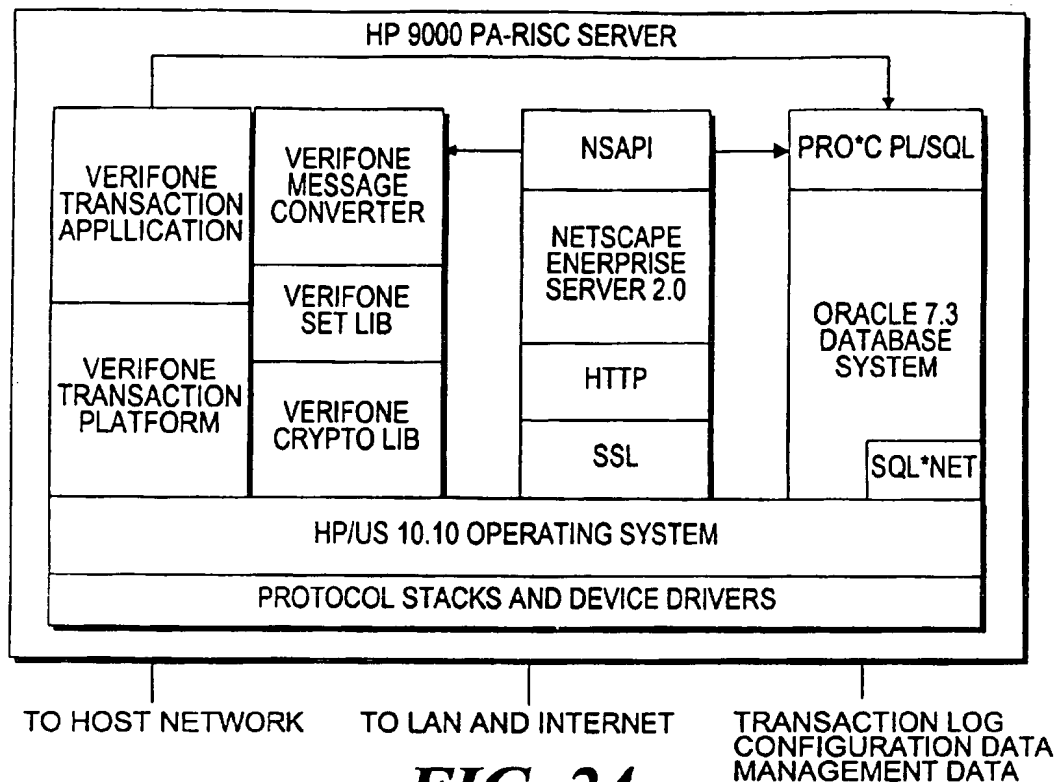 HP 9000 PA-RISC SERVER
VERIFONE
TRANSACTION
APPLLICATION
VERIFONE
TRANSACTION
PLATFORM
VERIFONE
MESSAGE
CONVERTER
VERIFONE
SET LIB
VERIFONE
CRYPTO LIB
NSAPI
NETSCAPE
ENERPRISE
SERVER 2.0
HTTP
SSL
PRO*C PL/SQL
ORACLE 7.3
DATABASE
SYSTEM
SQL*NET
HP/US 10.10 OPERATING SYSTEM
PROTOCOL STACKS AND DEVICE DRIVERS
TO HOST NETWORK
TO LAN AND INTERNET
TRANSACTION LOG
CONFIGURATION DATA
MANAGEMENT DATA
FIG. 24